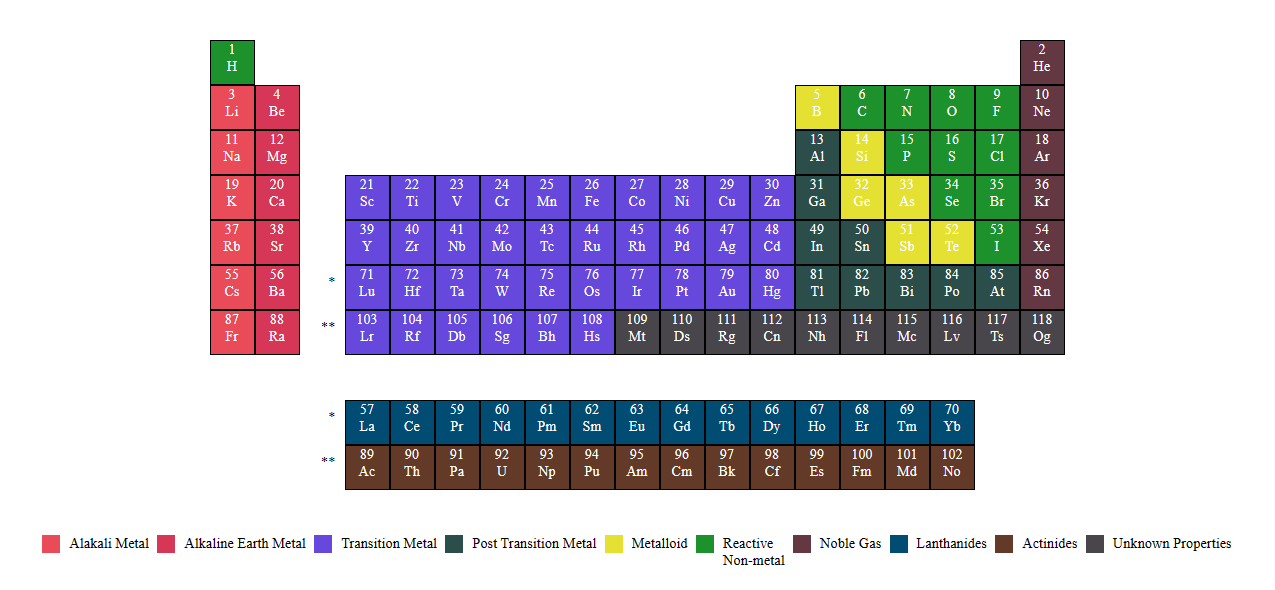 1 2
H He
3 4 5 6 7 8 9 10
Li Be B C N O F Ne
11 12 13 14 15 16 17 18
Na Mg Al Si P S Cl Ar
19 20 21 22 23 24 25 26 27 28 29 30 31 32 33 34 35 36
K Ca Sc Ti V Cr Mn Fe Co Ni Cu Zn Ga Ge As Se Br Kr
37 38 39 40 41 42 43 44 45 46 47 48 49 50 51 52 53 54
Rb Sr Y Zr Nb Mo Tc Ru Rh Pd Ag Cd In Sn Sb Te I Xe
55 56 * 71 72 73 74 75 76 77 78 79 80 81 82 83 84 85 86
Cs Ba Lu Hf Ta W Re Os Ir Pt Au Hg Tl Pb Bi Po At Rn
87 88 ** 103 104 105 106 107 108 109 110 111 112 113 114 115 116 117 118
Fr Ra Lr Rf Db Sg Bh Hs Mt Ds Rg Cn Nh Fl Mc Lv Ts Og
* 57 58 59 60 61 62 63 64 65 66 67 68 69 70
La Ce Pr Nd Pm Sm Eu Gd Tb Dy Ho Er Tm Yb
** 89 90 91 92 93 94 95 96 97 98 99 100 101 102
Ac Th Pa U Np Pu Am Cm Bk Cf Es Fm Md No
Alakali Metal Alkaline Earth Metal Transition Metal Post Transition Metal Metalloid Reactive Noble Gas Lanthanides Actinides Unknown Properties
Non-metal